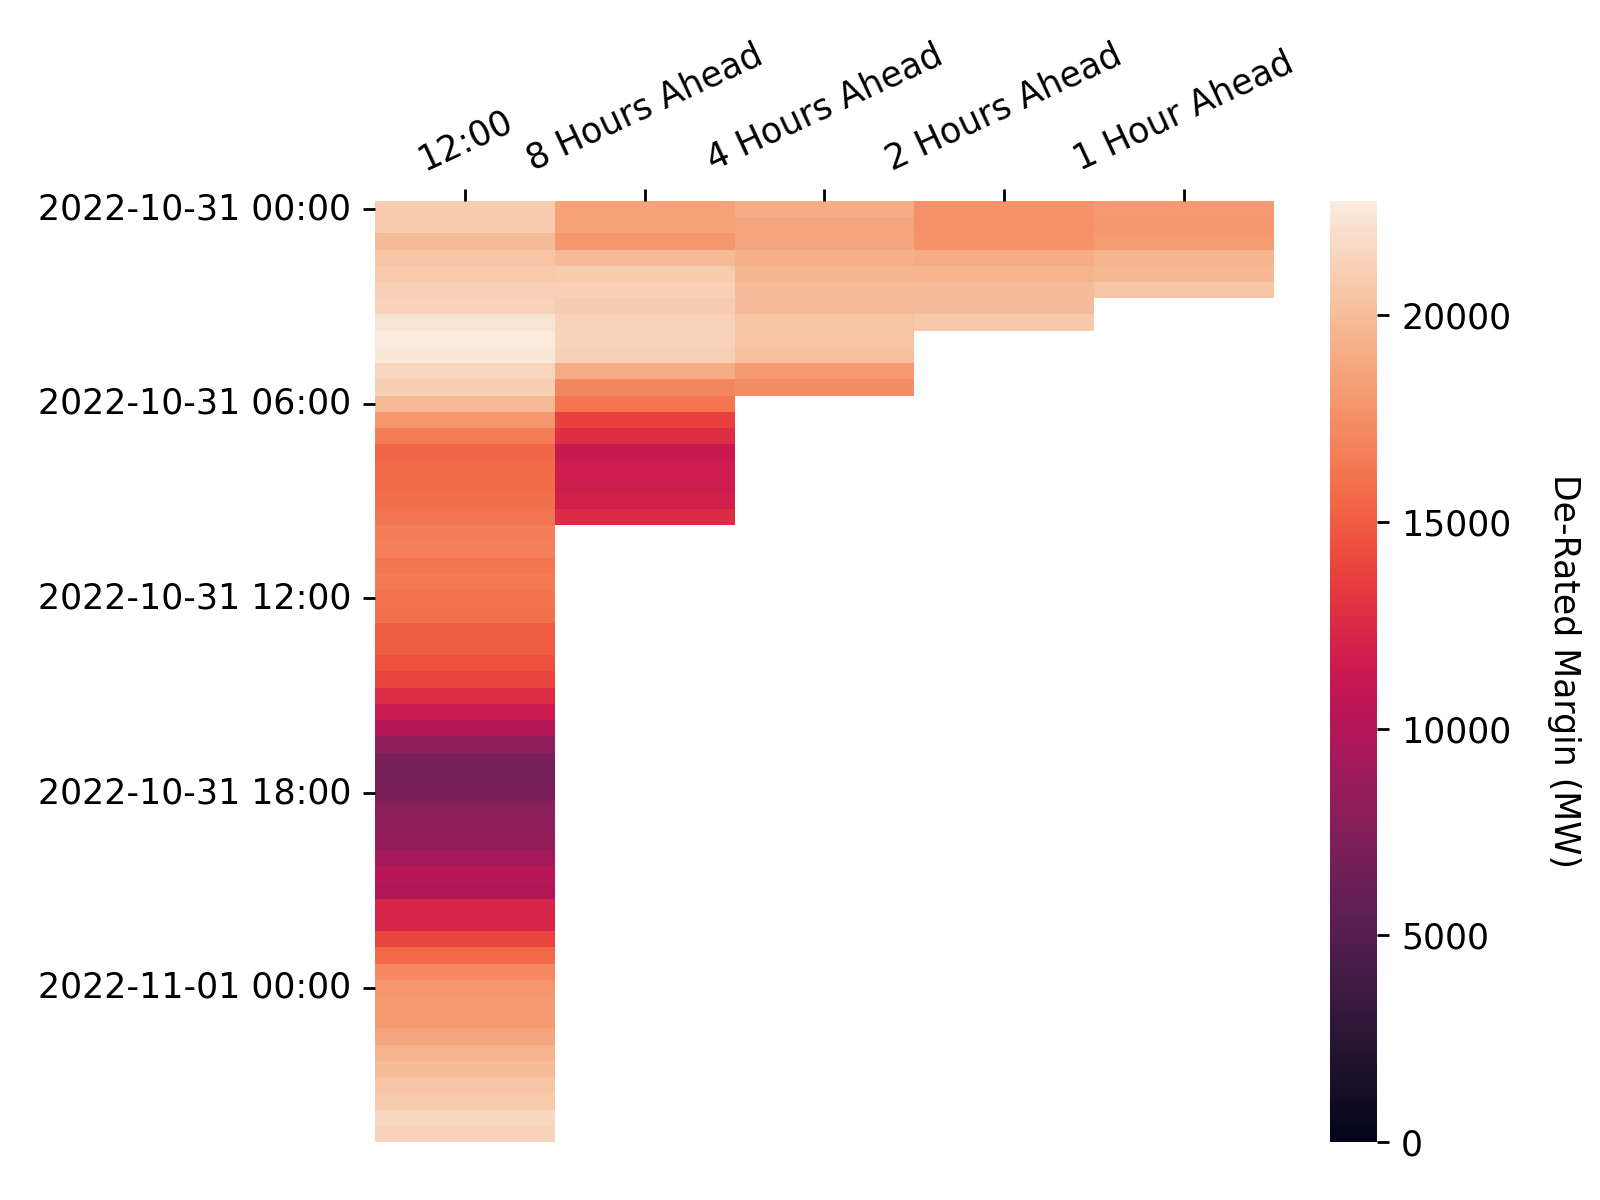 12:00
8 Hours Ahead
4 Hours Ahead
2 Hours Ahead
1 Hour Ahead
2022-10-31 00:00
2022-10-31 06:00
2022-10-31 12:00
2022-10-31 18:00
2022-11-01 00:00
20000
15000
10000
5000
0
De-Rated Margin (MW)